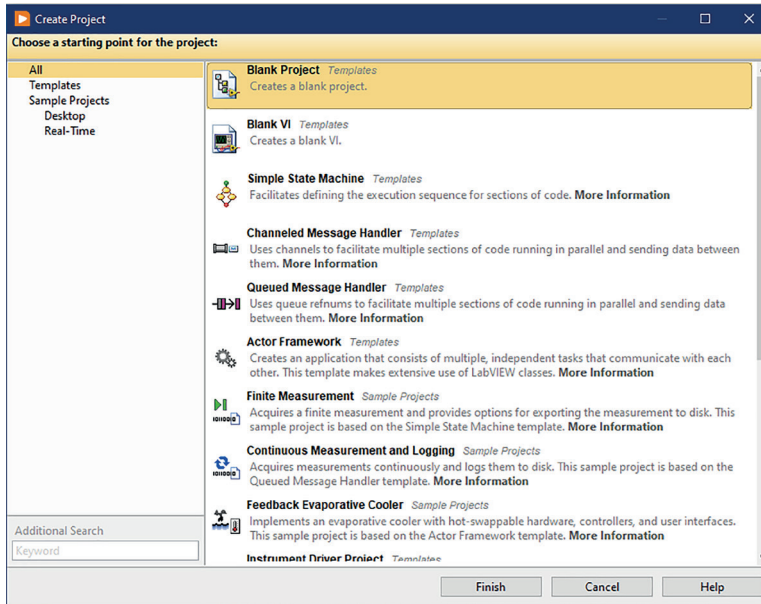 Create Project
Choose a starting point for the project:
All
Templates
Sample Projects
Desktop
Real-Time
Additional Search
Keyword
Blank Project Templates
Creates a blank project.
Blank VI Templates
Creates a blank VI.
Simple State Machine Templates
Facilitates defining the execution sequence for sections of code. More Information
Channeled Message Handler Templates
Uses channels to facilitate multiple sections of code running in parallel and sending data between
them. More Information
Queued Message Handler Templates
Uses queue refnums to facilitate multiple sections of code running in parallel and sending data
between them. More Information
Actor Framework Templates
Creates an application that consists of multiple, independent tasks that communicate with each
other. This template makes extensive use of LabVIEW classes. More Information
Finite Measurement Sample Projects
Acquires a finite measurement and provides options for exporting the measurement to disk. This
sample project is based on the Simple State Machine template. More Information
Continuous Measurement and Logging Sample Projects
Acquires measurements continuously and logs them to disk. This sample project is based on the
Queued Message Handler template. More Information
Feedback Evaporative Cooler Sample Projects
Implements an evaporative cooler with hot-swappable hardware, controllers, and user interfaces.
This sample project is based on the Actor Framework template. More Information
Instrument Driver Project Templates
Finish
Cancel
Help